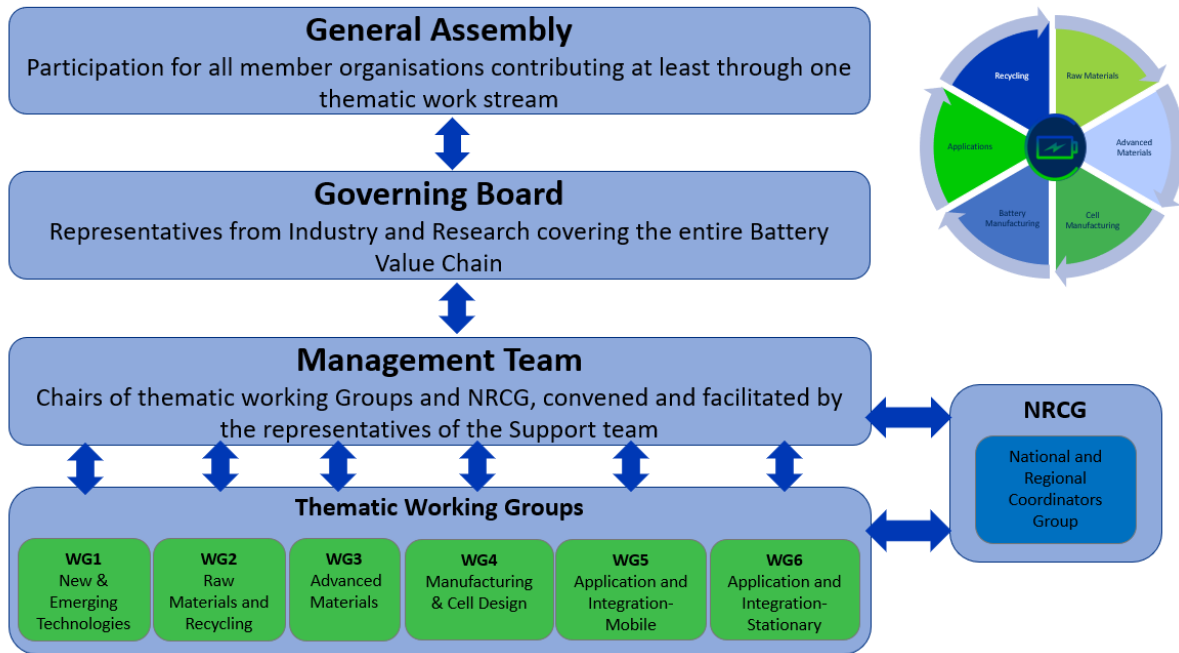 General Assembly
Participation for all member organisations contributing at least through one
thematic work stream
Governing Board
Representatives from Industry and Research covering the entire Battery
Value Chain
Management Team
Chairs of thematic working Groups and NRCG, convened and facilitated by
the representatives of the Support team
Thematic Working Groups
WG1
New &
Emerging
Technologies
WG2
Raw
Materials and
Recycling
WG3
Advanced
Materials
WG4
Manufacturing
& Cell Design
WG5
Application and
Integration-
Mobile
WG6
Application and
Integration-
Stationary
NRCG
National and
Regional
Coordinators
Group
Recycling
Raw Materials
Advanced
Materials
Cell
Manufacturing
Battery
Manufacturing
Applications